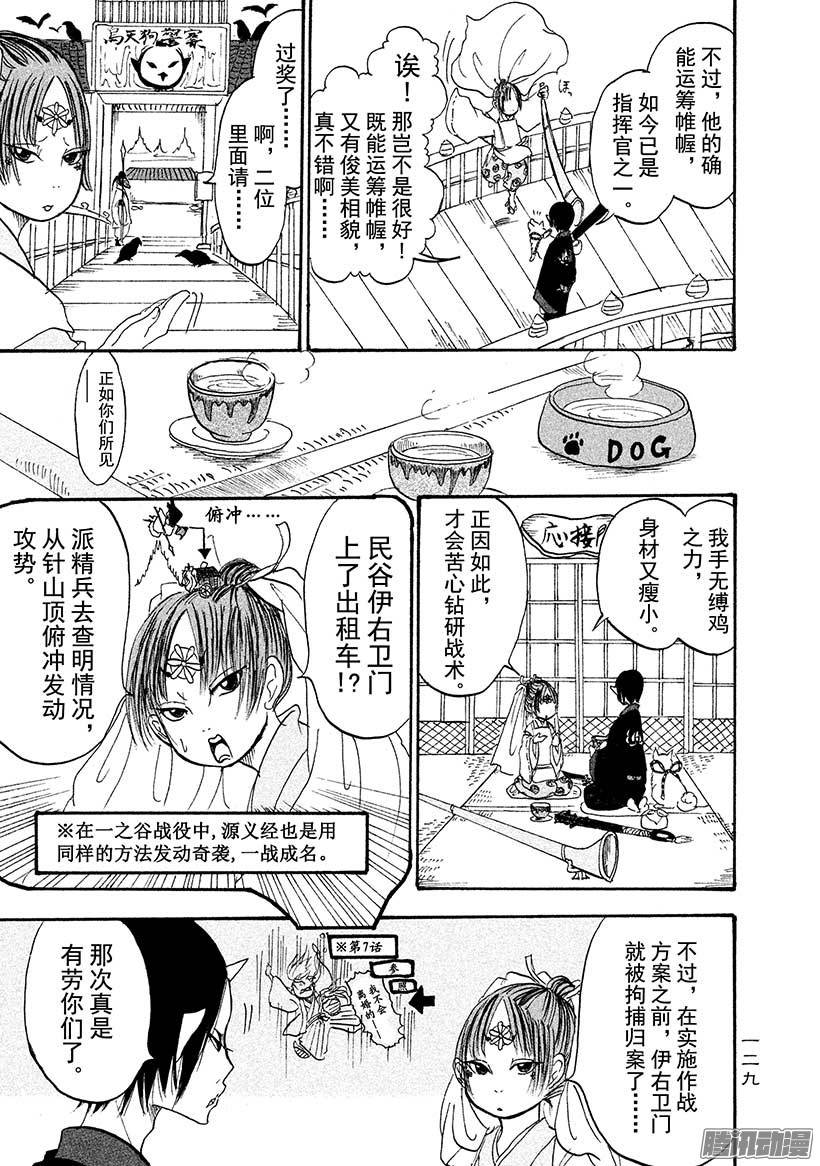 不过，他的确
能运筹帷幄，
如今已是
指挥官之一。
诶！
那岂不是很好！
既能运筹帷幄，
又有俊美相貌，
真不错啊……
ほ
乌天狗警察
过奖了……
啊，二位
里面请……
DOG
正如你们所见
——
我手无缚鸡
之力，
身材又瘦小。
正因如此，
才会苦心钻研战术。
俯冲……
民谷伊右卫门
上了出租车!?
派精兵去查明情况，
从针山顶俯冲发动
攻势。
※在一之谷战役中，源义经也是用
同样的方法发动奇袭，一战成名。
不过，在实施作战
方案之前，伊右卫门
就被拘捕归案了……
※第7话
参
照
我不会
离婚的！
那次真是
有劳你们了。
一二九
腾讯动漫